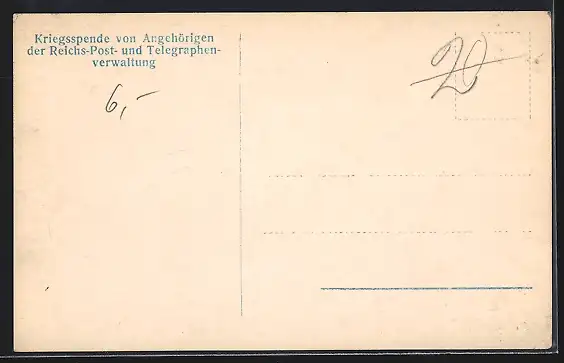 Kriegsspende von Angehörigen
der Reichs-Post- und Telegraphen-
verwaltung
6,-
20